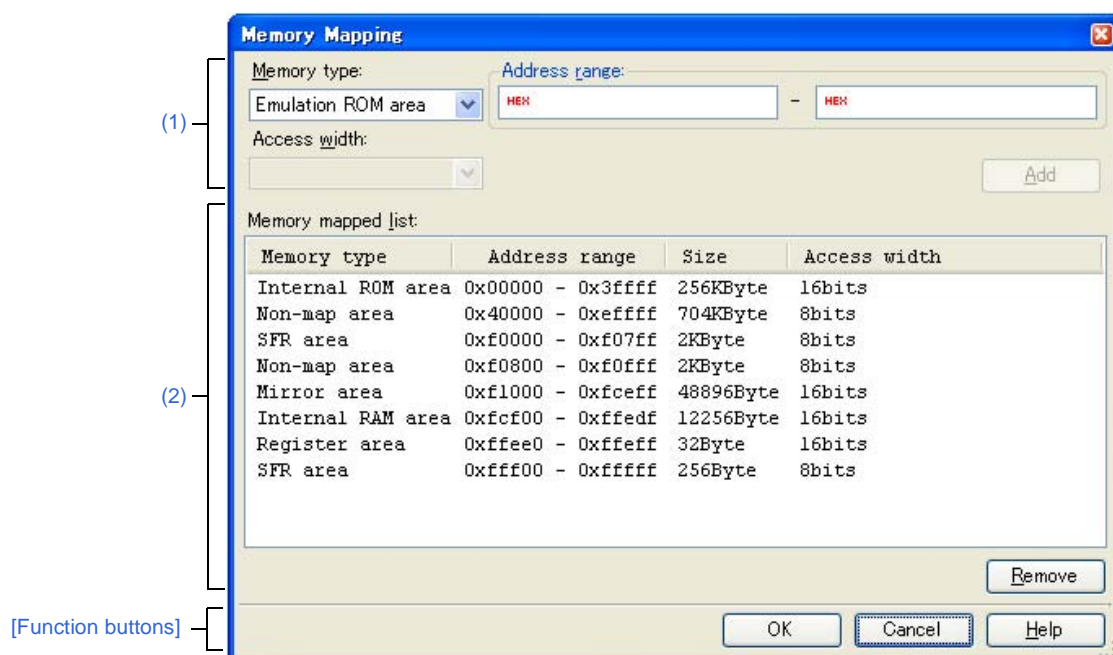 Memory Mapping
Memory type:
Address range:
Emulation ROM area
HEX - HEX
(1)
Access width:
Add
Memory mapped list:
Memory type Address range Size Access width
Internal ROM area 0x00000 - 0x3ffff 256KByte 16bits
Non-map area 0x40000 - 0xeffff 704KByte 8bits
SFR area 0xf0000 - 0xf07ff 2KByte 8bits
Non-map area 0xf0800 - 0xf0fff 2KByte 8bits
(2)
Mirror area 0xf1000 - 0xfceff 48896Byte 16bits
Internal RAM area 0xfcf00 - 0xffedf 12256Byte 16bits
Register area 0xffee0 - 0xffeff 32Byte 16bits
SFR area 0xfff00 - 0xfffff 256Byte 8bits
Remove
[Function buttons]
OK Cancel Help